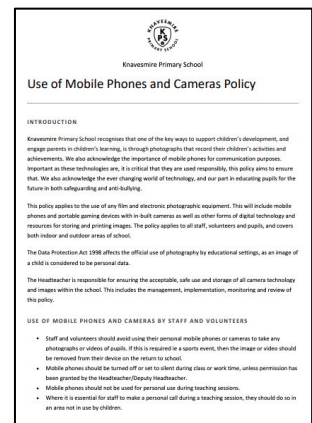 KNAVESMIRE
KPS
PRIMARY SCHOOL
Knavesmire Primary School
Use of Mobile Phones and Cameras Policy
INTRODUCTION
Knavesmire Primary School recognises that one of the key ways to support children's development, and
engage parents in children's learning, is through photographs that record their children's activities and
achievements. We also acknowledge the importance of mobile phones for communication purposes.
Important as these technologies are, it is critical that they are used responsibly, this policy aims to ensure
that. We also acknowledge the ever changing world of technology, and our part in educating pupils for the
future in both safeguarding and anti-bullying.
This policy applies to the use of any film and electronic photographic equipment. This will include mobile
phones and portable gaming devices with in-built cameras as well as other forms of digital technology and
resources for storing and printing images. The policy applies to all staff, volunteers and pupils, and covers
both indoor and outdoor areas of school.
The Data Protection Act 1998 affects the official use of photography by educational settings, as an image of
a child is considered to be personal data.
The Headteacher is responsible for ensuring the acceptable, safe use and storage of all camera technology
and images within the school. This includes the management, implementation, monitoring and review of
this policy.
USE OF MOBILE PHONES AND CAMERAS BY STAFF AND VOLUNTEERS
• Staff and volunteers should avoid using their personal mobile phones or cameras to take any
photographs or videos of pupils. If this is required ie a sports event, then the image or video should
be removed from their device on the return to school.
• Mobile phones should be turned off or set to silent during class or work time, unless permission has
been granted by the Headteacher/Deputy Headteacher.
• Mobile phones should not be used for personal use during teaching sessions.
• Where it is essential for staff to make a personal call during a teaching session, they should do so in
an area not in use by children.